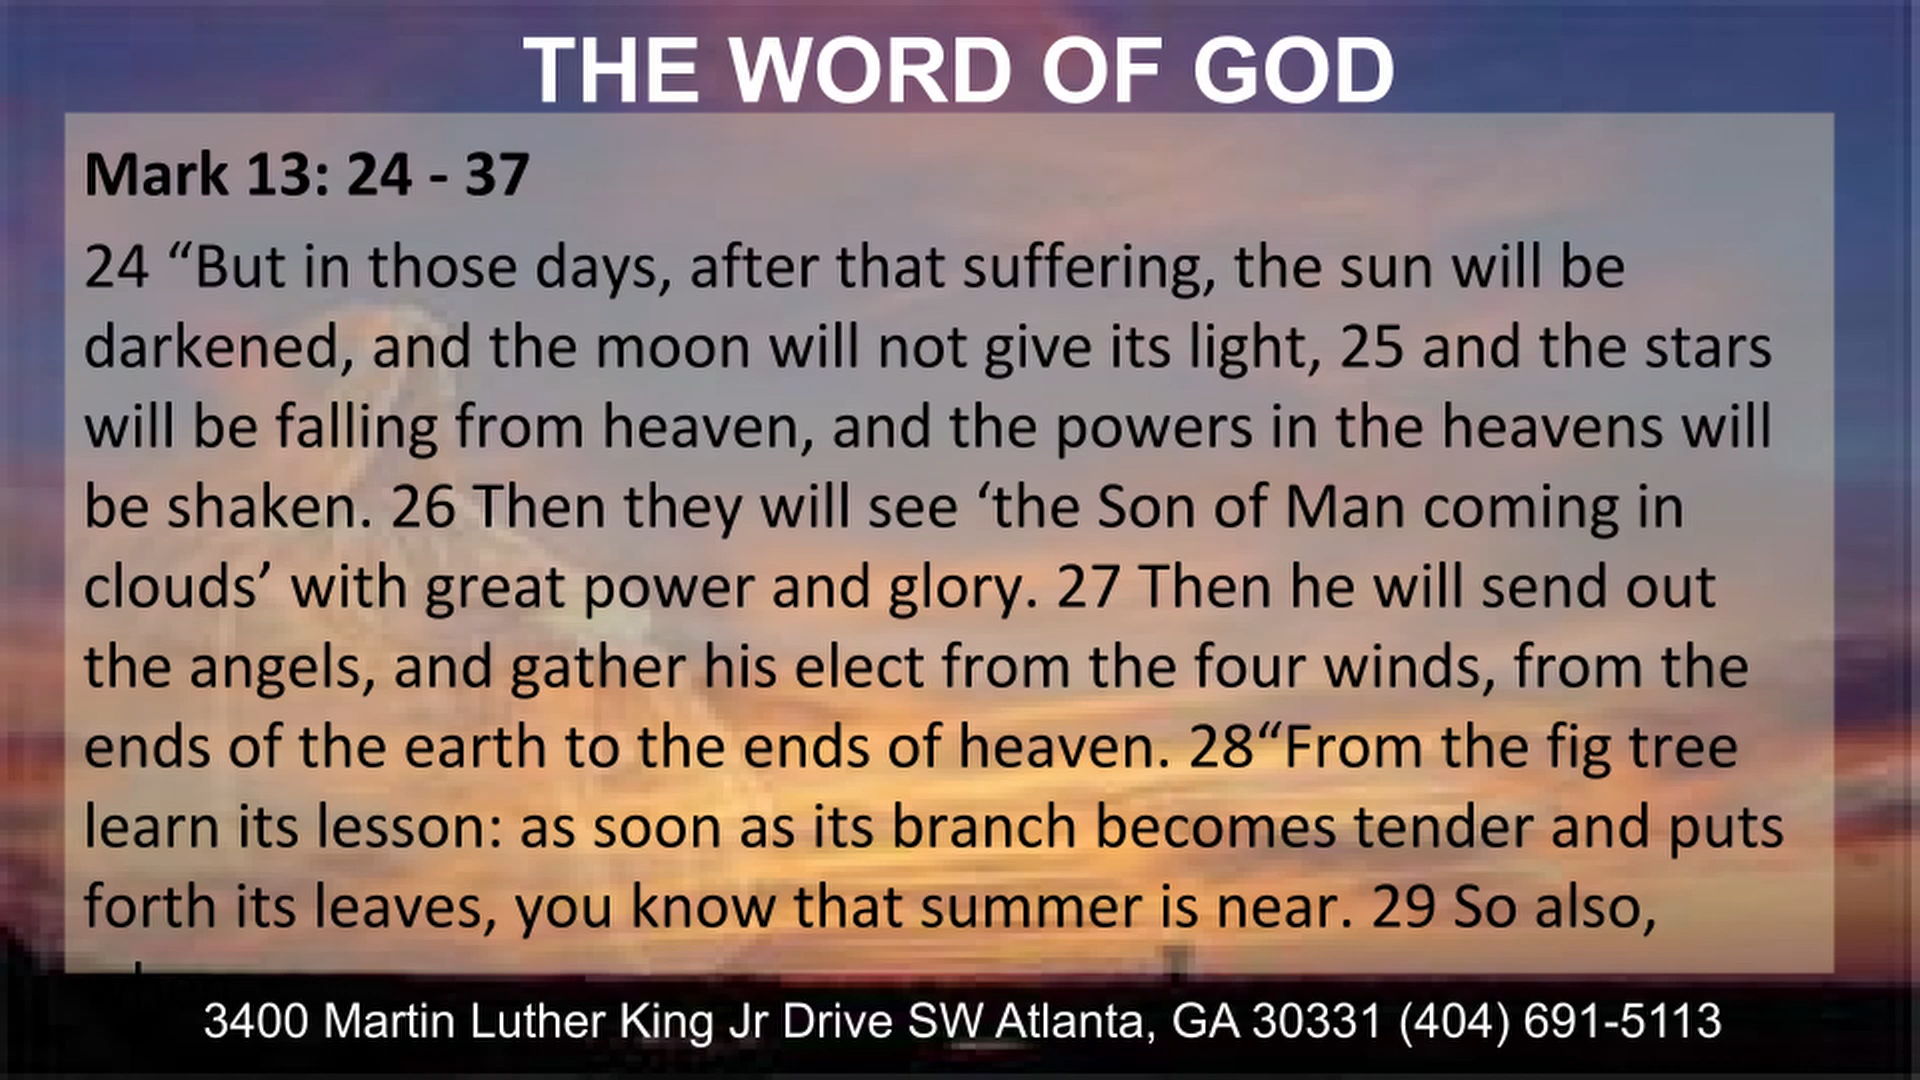 THE WORD OF GOD
Mark 13: 24 - 37
24 “But in those days, after that suffering, the sun will be
darkened, and the moon will not give its light, 25 and the stars
will be falling from heaven, and the powers in the heavens will
be shaken. 26 Then they will see ‘the Son of Man coming in
clouds’ with great power and glory. 27 Then he will send out
the angels, and gather his elect from the four winds, from the
ends of the earth to the ends of heaven. 28“From the fig tree
learn its lesson: as soon as its branch becomes tender and puts
forth its leaves, you know that summer is near. 29 So also,
3400 Martin Luther King Jr Drive SW Atlanta, GA 30331 (404) 691-5113